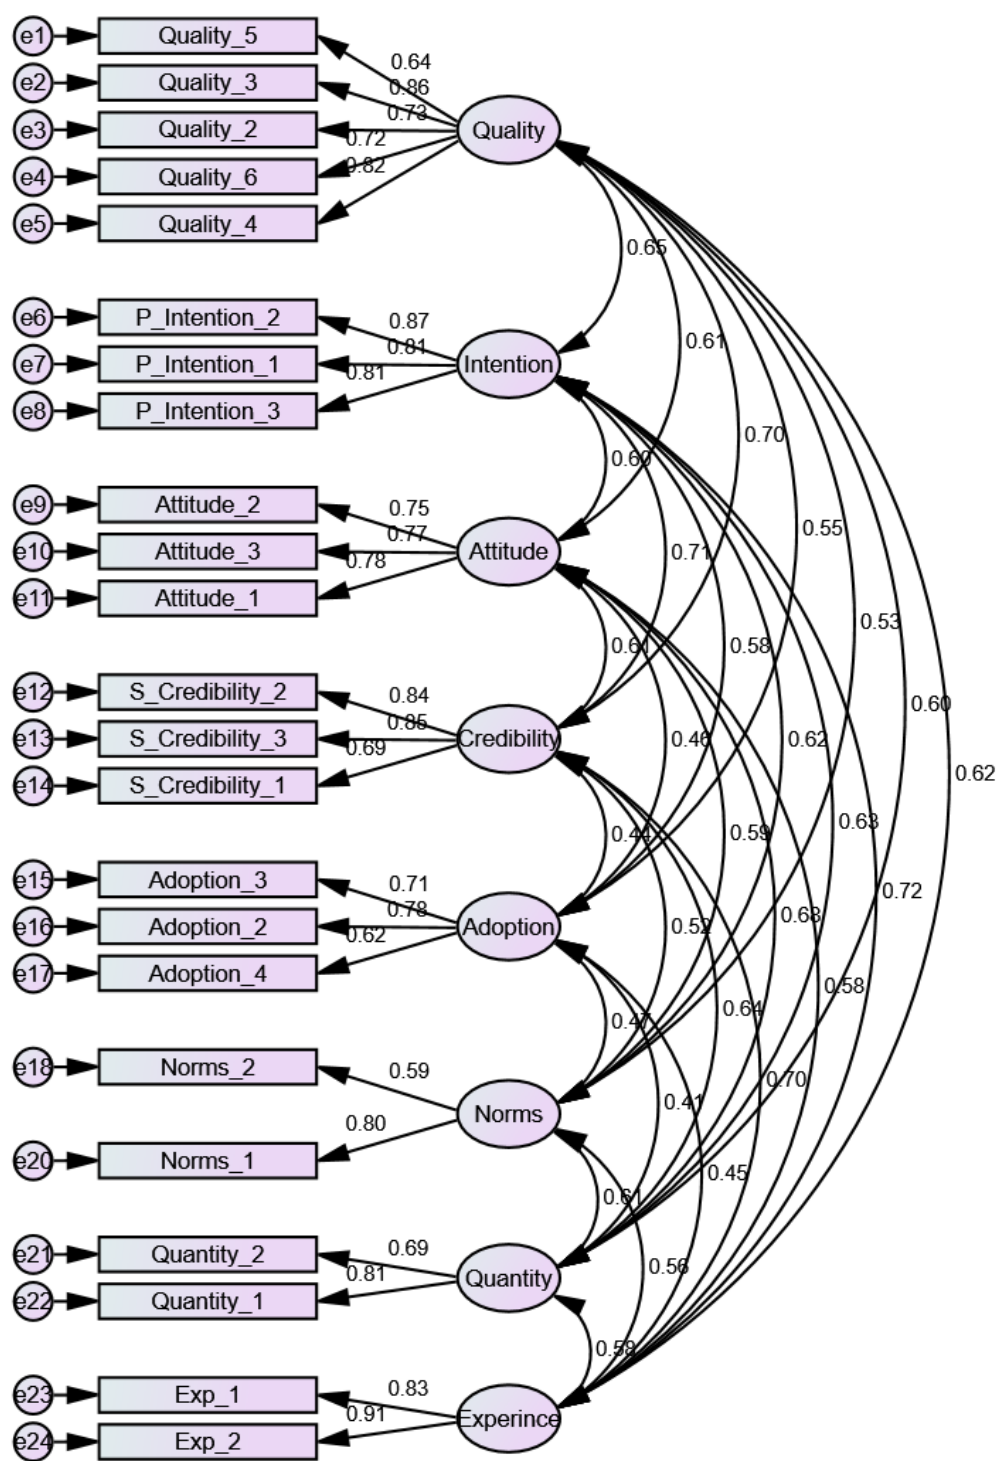 e1 Quality_5
0.64
e2 Quality_3
0.86
e3 Quality_2
0.73
Quality
0.72
e4 Quality_6
0.82
e5 Quality_4
0.65
e6 P_Intention_2
0.87
0.61
e7 P_Intention_1
0.81
Intention
0.81
e8 P_Intention_3
0.70
0.60
e9 Attitude_2
0.75
0.55
0.77
e10 Attitude_3
Attitude
0.71
0.78
e11 Attitude_1
0.53
0.61
0.58
e12 S_Credibility_2
0.84
0.60
0.85
e13 S_Credibility_3
Credibility
0.46
0.62
0.69
0.62
e14 S_Credibility_1
0.63
0.44
0.59
e15 Adoption_3
0.71
0.72
0.78
e16 Adoption_2
Adoption
0.52
0.68
0.62
e17 Adoption_4
0.58
0.64
0.47
e18 Norms_2
0.59
0.70
0.41
Norms
0.80
e20 Norms_1
0.45
0.61
e21 Quantity_2
0.69
0.56
0.81
Quantity
e22 Quantity_1
0.58
e23 Exp_1
0.83
0.91
Experince
e24 Exp_2